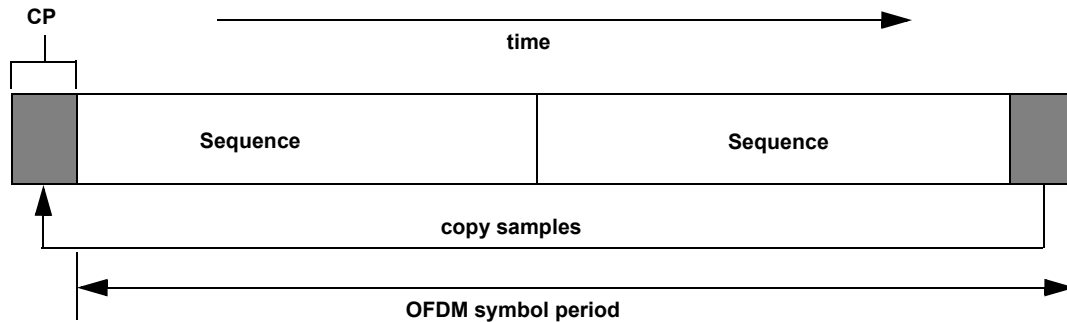 CP
time
Sequence
Sequence
copy samples
OFDM symbol period